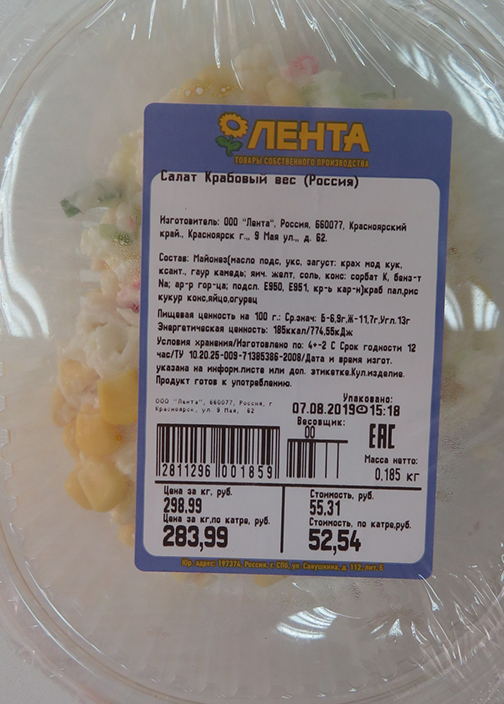 ЛЕНТА
ТОВАРЫ СОБСТВЕННОГО ПРОИЗВОДСТВА
Салат Крабовый вес (Россия)
Изготовитель: ООО "Лента", Россия, 660077, Красноярский
край., Красноярск г.,, 9 Мая ул.,, д. 62.
Состав: Майонез(масло подс, укс, загуст: крах мод кук,
ксант., гуар камедь; яич. желт, соль, конс: сорбат К, бенз-т
Na; ар-р гор-ца; подсл. Е950, Е951, кр-ь кар-н)краб пал,рис
кукур конс,яйцо,огурец
Пищевая ценность на 100 г.: Ср.знач: Б-6,9г,Ж-11,7г,Угл.13г
Энергетическая ценность: 185ккал/774,55кДж
Условия хранения/Изготовлено по: 4+-2 С Срок годности 12
час/ТУ 10.20.25-009-71385386-2008/Дата и время изгот.
указана на информ.листе или доп. этикетке.Кул.изделие.
Продукт готов к употреблению.
ООО "Лента", 660077, Россия, г
Красноярск, ул 9 Мая, 62
Упаковано:
07.08.2019 15:18
Весовщик:
00
ЕАС
Масса нетто:
0.185 кг
2811296 001859
Цена за кг, руб.
298.99
Цена за кг,по катре, руб.
283,99
Стоимость, руб.
55.31
Стоимость, по катре,руб.
52,54
Юр. адрес: 197374, Россия, г. СПб, ул. Савушкина, д. 112, лит. Б